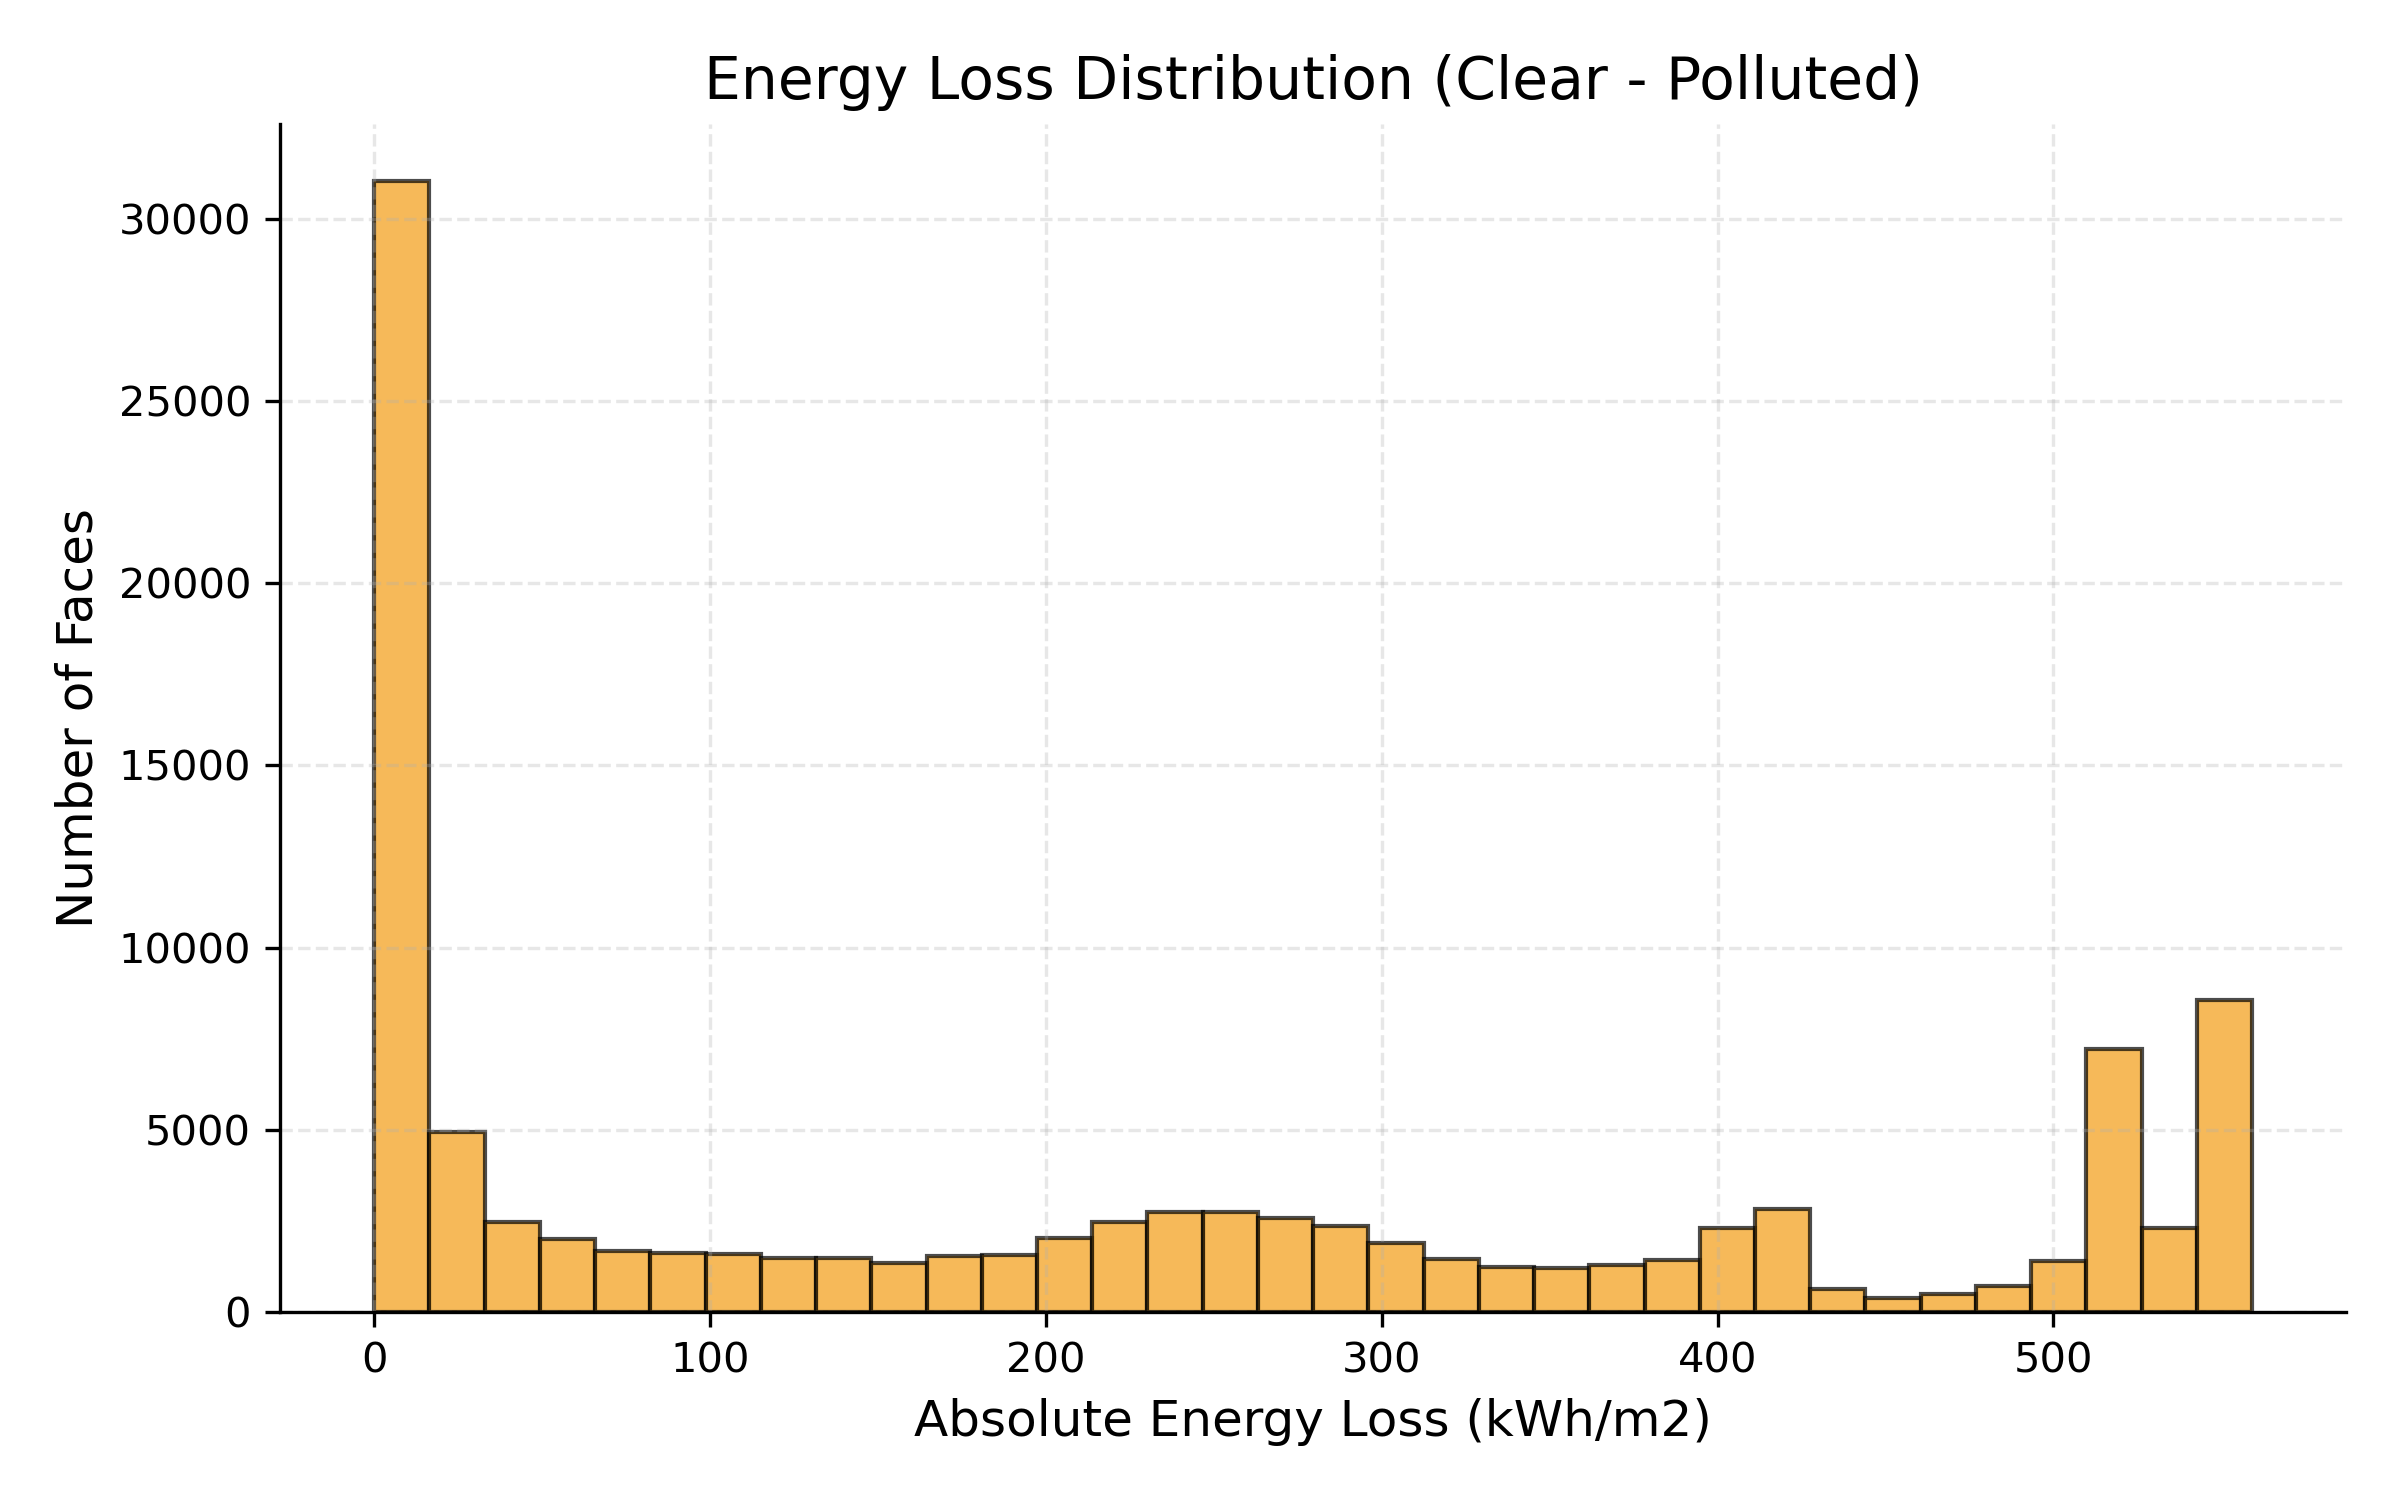 Energy Loss Distribution (Clear - Polluted)
Number of Faces
30000
25000
20000
15000
10000
5000
0
0 100 200 300 400 500
Absolute Energy Loss (kWh/m2)